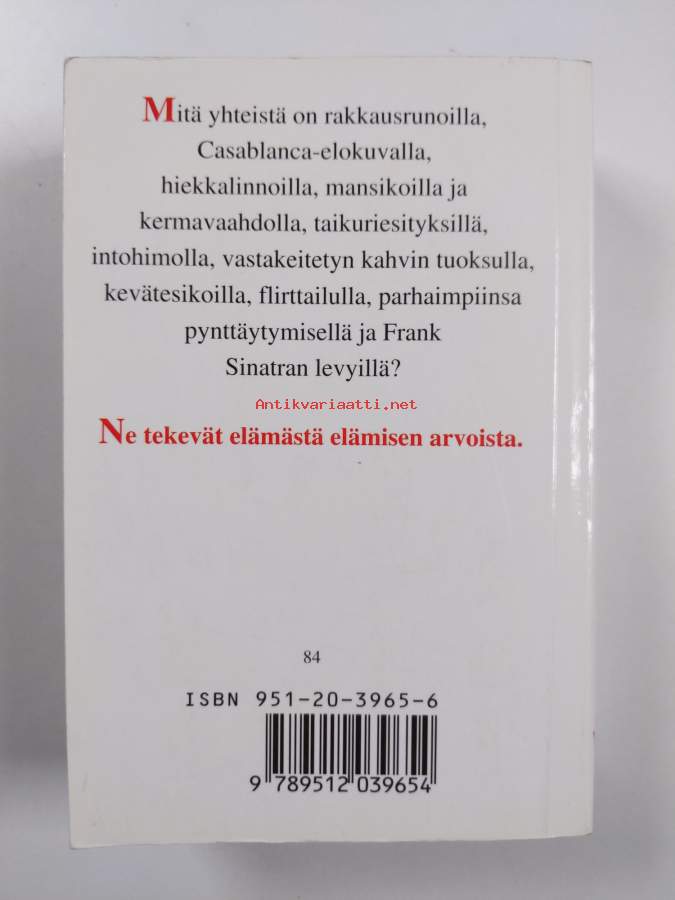 Mitä yhteistä on rakkausrunoilla,
Casablanca-elokuvalla,
hiekkalinnoilla, mansikoilla ja
kermavaahdolla, taikuriesityksillä,
intohimolla, vastakeitetyn kahvin tuoksulla,
kevätesikoilla, flirttailulla, parhaimpiinsa
pynttäytymisellä ja Frank
Sinatran levyillä?
Antikvariaatti.net
Ne tekevät elämästä elämisen arvoista.
84
ISBN 951-20-3965-6
9 789512 039654